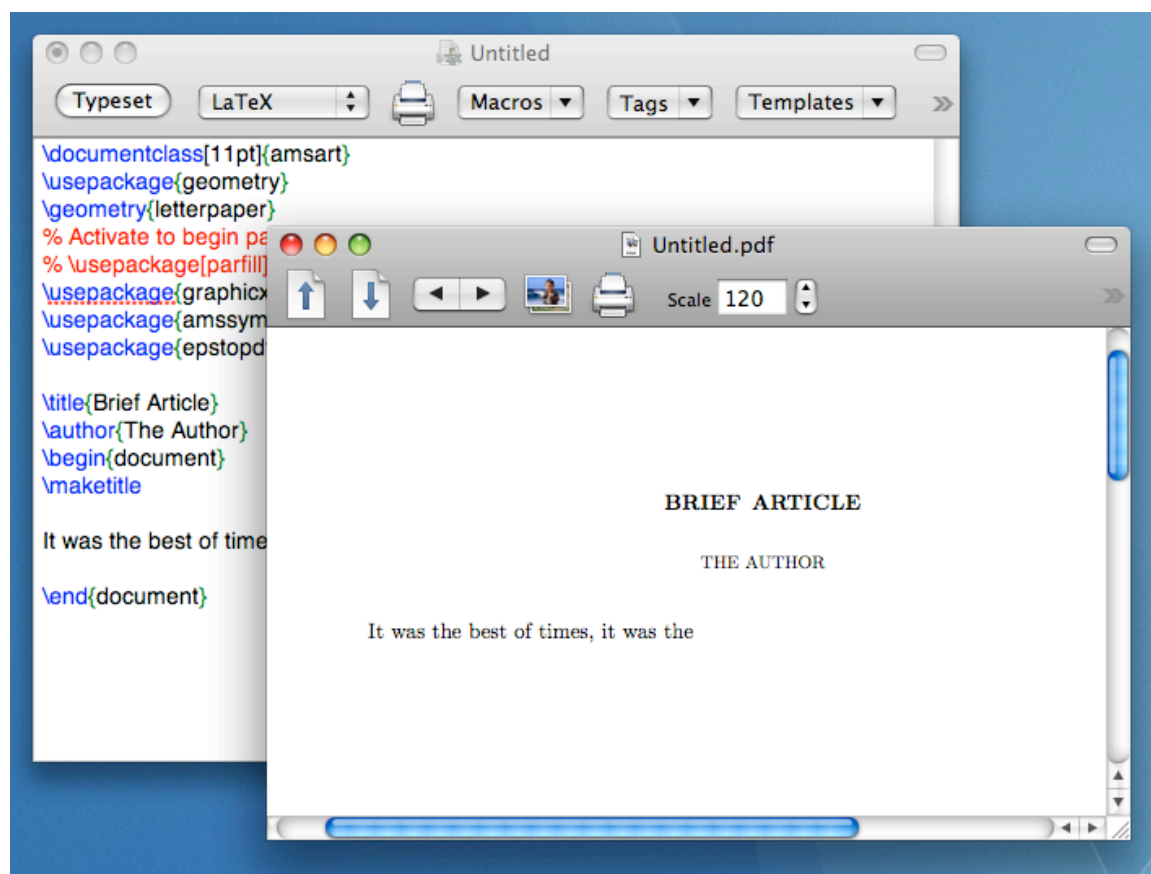 Untitled
Typeset LaTeX Macros Tags Templates »
\documentclass[11pt]{amsart}
\usepackage{geometry}
\geometry{letterpaper}
% Activate to begin pa
% \usepackage[parfill]
\usepackage{graphicx
\usepackage{amssym
\usepackage{epstopd
\title{Brief Article}
\author{The Author}
\begin{document}
\maketitle
It was the best of time
\end{document}
Untitled.pdf
Scale 120 »
BRIEF ARTICLE
THE AUTHOR
It was the best of times, it was the